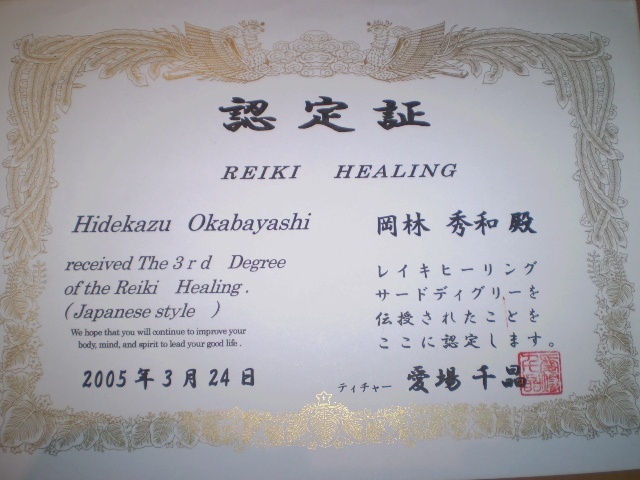 認定証
REIKI HEALING
Hidekazu Okabayashi
received The 3 r d Degree
of the Reiki Healing .
( Japanese style )
We hope that you will continue to improve your
body, mind, and spirit to lead your good life .
2005年3月24日
岡林 秀和 殿
レイキヒーリング
サードディグリーを
伝授されたことを
ここに認定します。
ティチャー 愛場 千晶